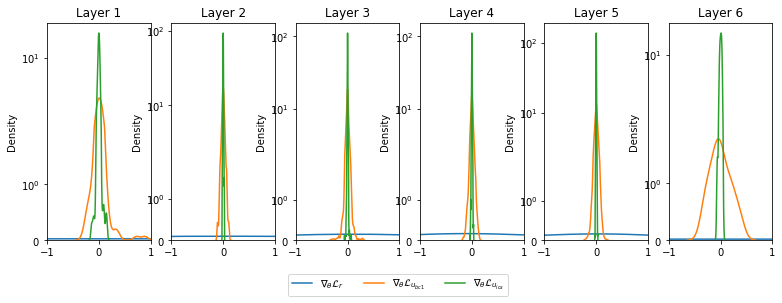 Layer 1 Layer 2 Layer 3 Layer 4 Layer 5 Layer 6
10¹ 10² 10² 10² 10² 10¹
10¹ 10¹ 10¹ 10¹
Density Density Density Density Density Density
10⁰ 10⁰ 10⁰ 10⁰ 10⁰ 10⁰
0 0 0 0 0 0
−1 0 1 −1 0 1 −1 0 1 −1 0 1 −1 0 1 −1 0 1
∇θℒr ∇θℒu_bc1 ∇θℒu_ics